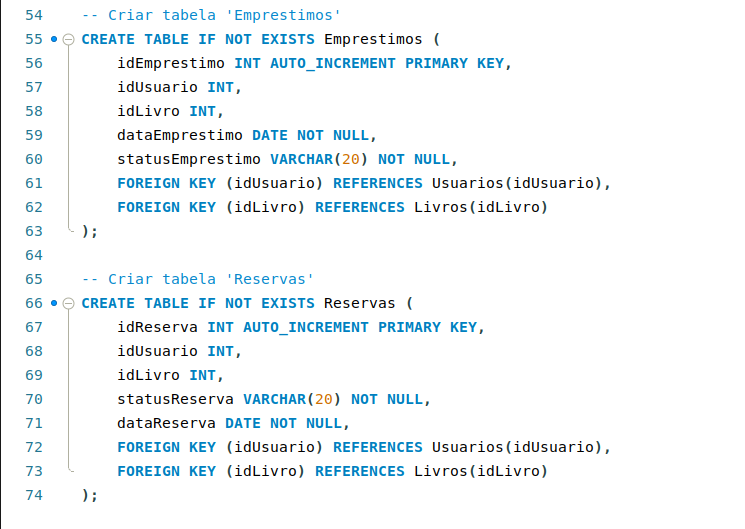 54 -- Criar tabela 'Emprestimos'
55 CREATE TABLE IF NOT EXISTS Emprestimos (
56 idEmprestimo INT AUTO_INCREMENT PRIMARY KEY,
57 idUsuario INT,
58 idLivro INT,
59 dataEmprestimo DATE NOT NULL,
60 statusEmprestimo VARCHAR(20) NOT NULL,
61 FOREIGN KEY (idUsuario) REFERENCES Usuarios(idUsuario),
62 FOREIGN KEY (idLivro) REFERENCES Livros(idLivro)
63 );
64
65 -- Criar tabela 'Reservas'
66 CREATE TABLE IF NOT EXISTS Reservas (
67 idReserva INT AUTO_INCREMENT PRIMARY KEY,
68 idUsuario INT,
69 idLivro INT,
70 statusReserva VARCHAR(20) NOT NULL,
71 dataReserva DATE NOT NULL,
72 FOREIGN KEY (idUsuario) REFERENCES Usuarios(idUsuario),
73 FOREIGN KEY (idLivro) REFERENCES Livros(idLivro)
74 );